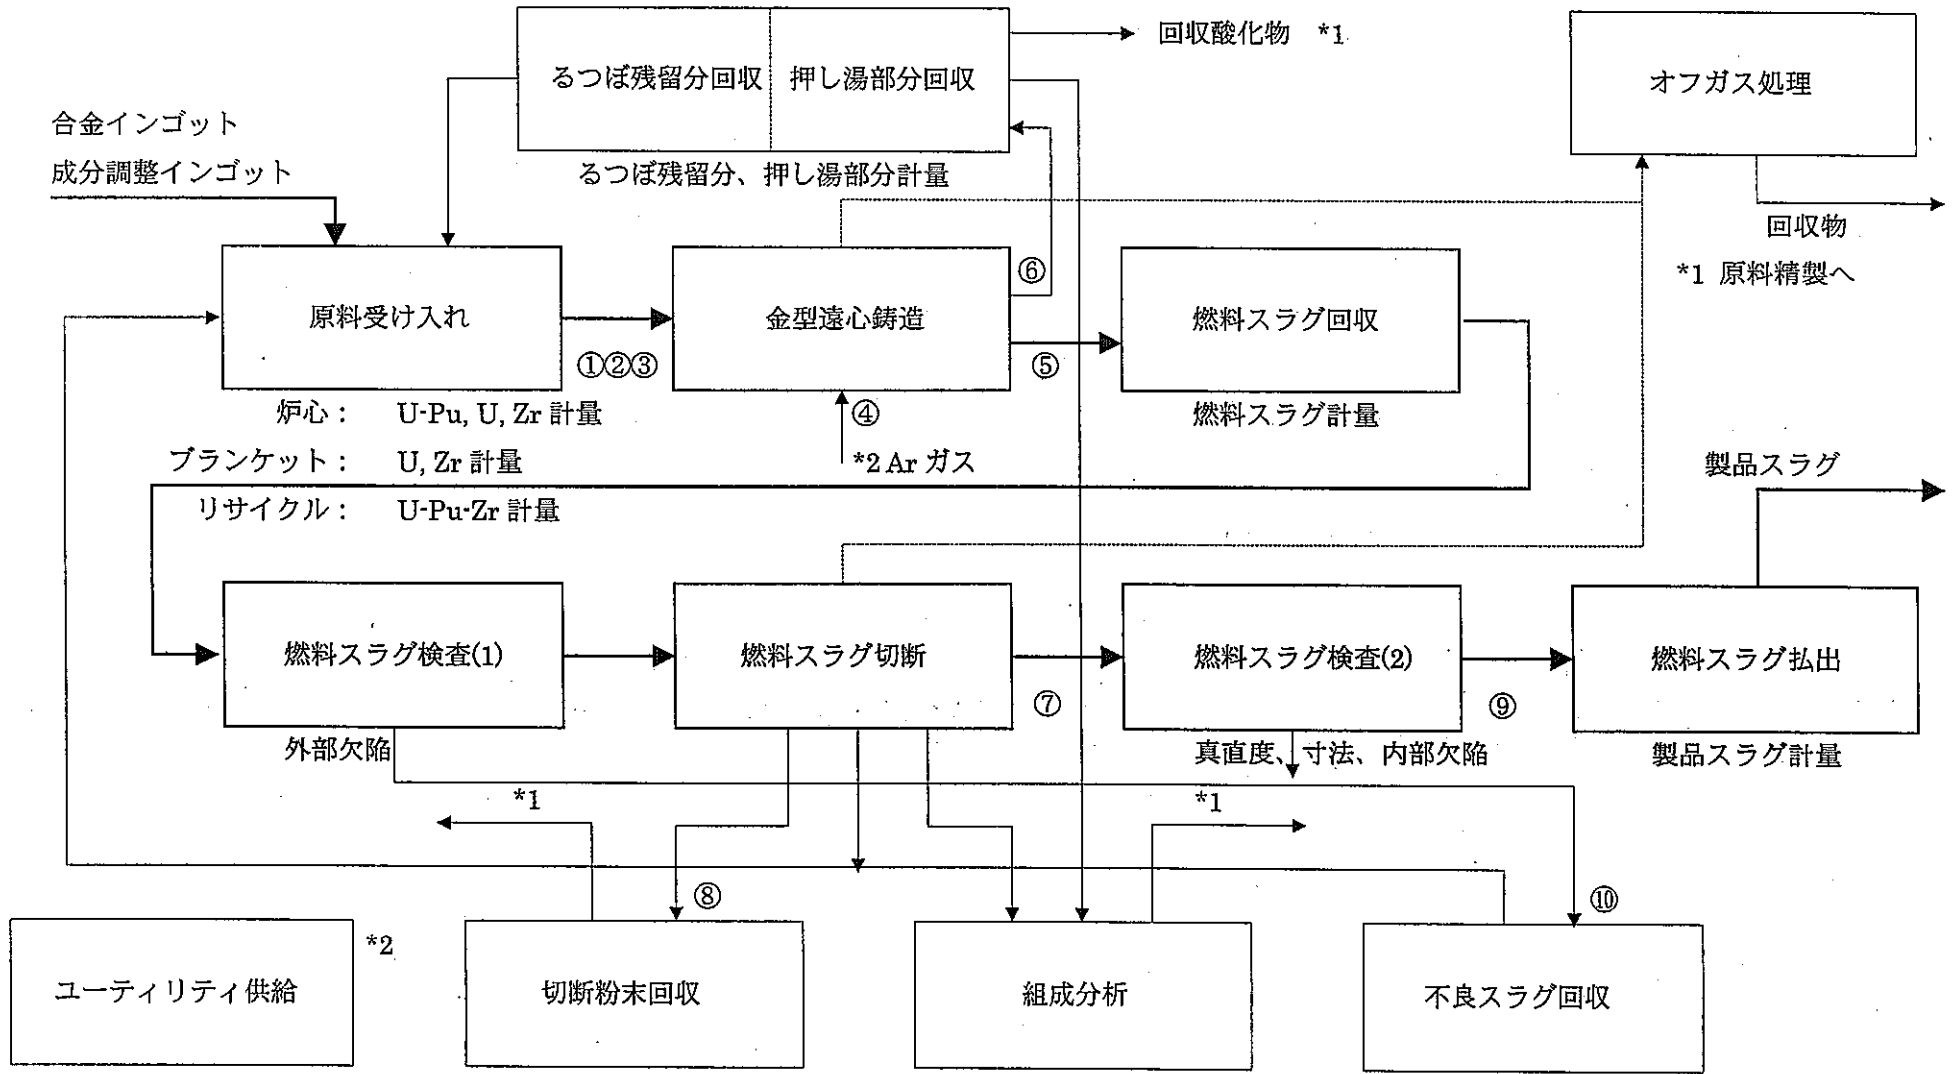 回収酸化物 *1
るつぼ残留分回収
押し湯部分回収
オフガス処理
合金インゴット
成分調整インゴット
るつぼ残留分、押し湯部分計量
回収物
*1 原料精製へ
原料受け入れ
①②③
金型遠心鋳造
⑥
⑤
燃料スラグ回収
炉心： U-Pu, U, Zr 計量
④
燃料スラグ計量
ブランケット： U, Zr 計量
*2 Ar ガス
製品スラグ
リサイクル： U-Pu-Zr 計量
燃料スラグ検査(1)
燃料スラグ切断
⑦
燃料スラグ検査(2)
⑨
燃料スラグ払出
外部欠陥
真直度、寸法、内部欠陥
製品スラグ計量
*1
*1
⑧
⑩
ユーティリティ供給
*2
切断粉末回収
組成分析
不良スラグ回収